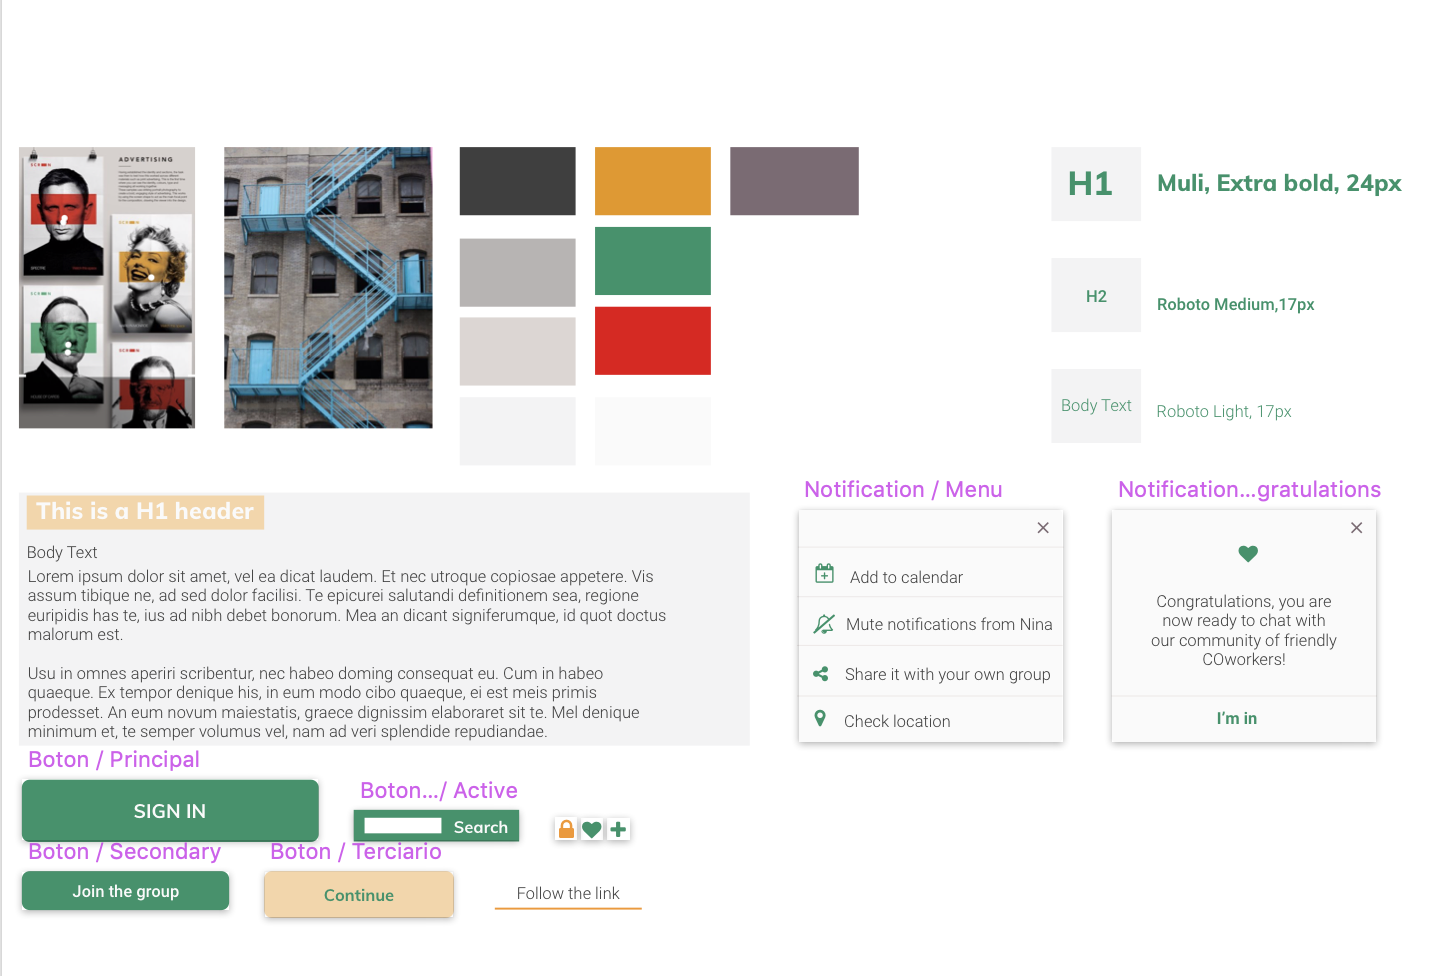 ADVERTISING
H1
Muli, Extra bold, 24px
H2
Roboto Medium,17px
Body Text
Roboto Light, 17px
This is a H1 header
Body Text
Lorem ipsum dolor sit amet, vel ea dicat laudem. Et nec utroque copiosae appetere. Vis
assum tibique ne, ad sed dolor facilisi. Te epicurei salutandi definitionem sea, regione
euripidis has te, ius ad nibh debet bonorum. Mea an dicant signiferumque, id quot doctus
malorum est.
Usu in omnes aperiri scribentur, nec habeo doming consequat eu. Cum in habeo
quaeque. Ex tempor denique his, in eum modo cibo quaeque, ei est meis primis
prodesset. An eum novum maiestatis, graece dignissim elaboraret sit te. Mel denique
minimum et, te semper volumus vel, nam ad veri splendide repudiandae.
Notification / Menu
Add to calendar
Mute notifications from Nina
Share it with your own group
Check location
Notification...gratulations
Congratulations, you are
now ready to chat with
our community of friendly
COworkers!
I'm in
Boton / Principal
SIGN IN
Boton.../ Active
Search
Boton / Secondary
Join the group
Boton / Terciario
Continue
Follow the link